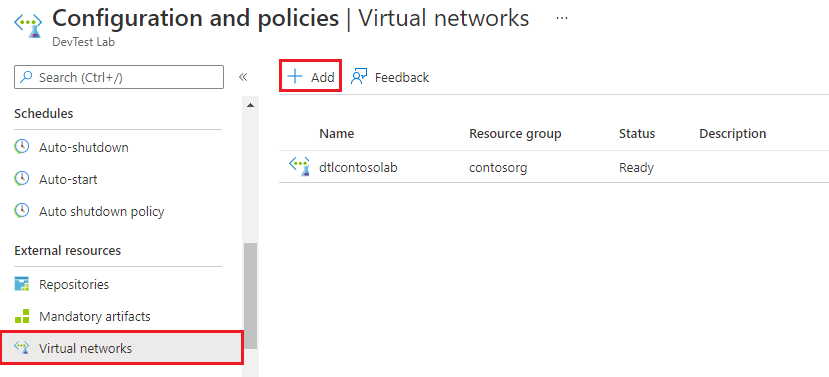 Configuration and policies | Virtual networks ...
DevTest Lab
Search (Ctrl+/) «
Schedules
Auto-shutdown
Auto-start
Auto shutdown policy
External resources
Repositories
Mandatory artifacts
Virtual networks
+ Add Feedback
Name Resource group Status Description
dtlcontosolab contosorg Ready